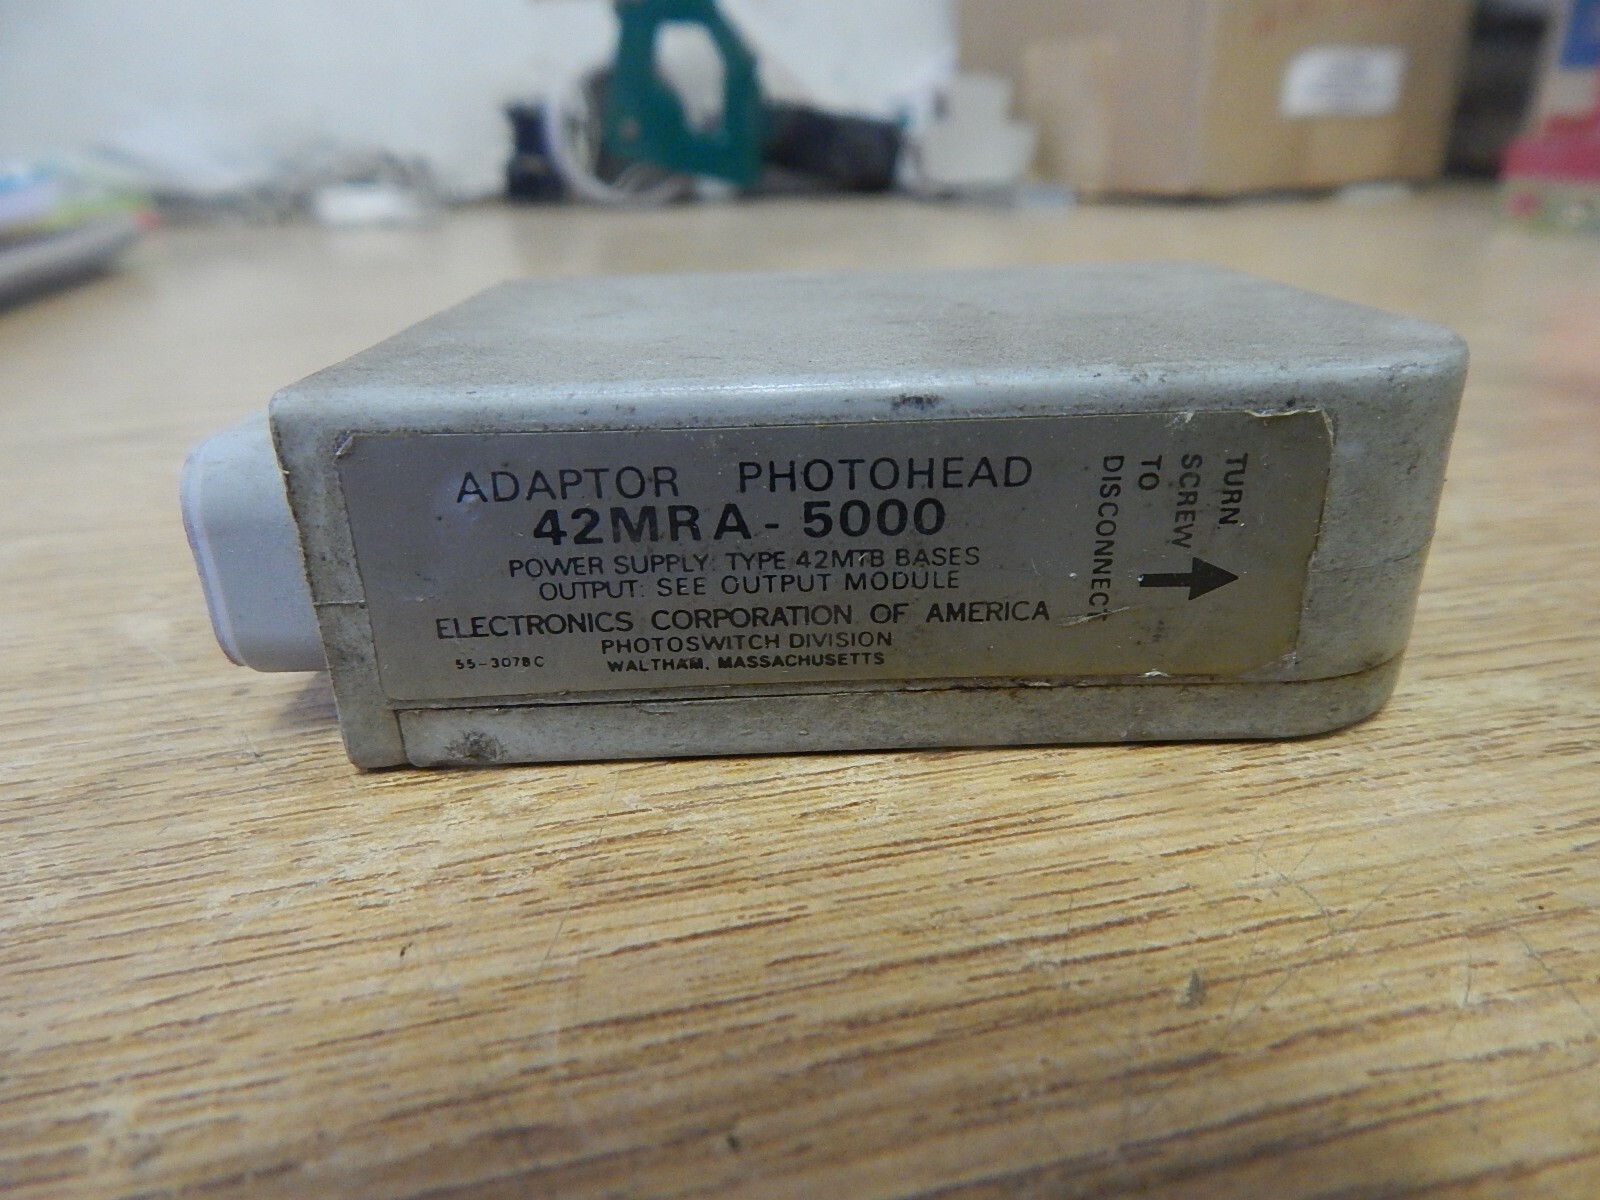 ADAPTOR PHOTOHEAD
42MRA-5000
POWER SUPPLY: TYPE 42MTB BASES
OUTPUT: SEE OUTPUT MODULE
ELECTRONICS CORPORATION OF AMERICA
PHOTOSWITCH DIVISION
55-3078C WALTHAM, MASSACHUSETTS
TURN
SCREW
TO
DISCONNECT